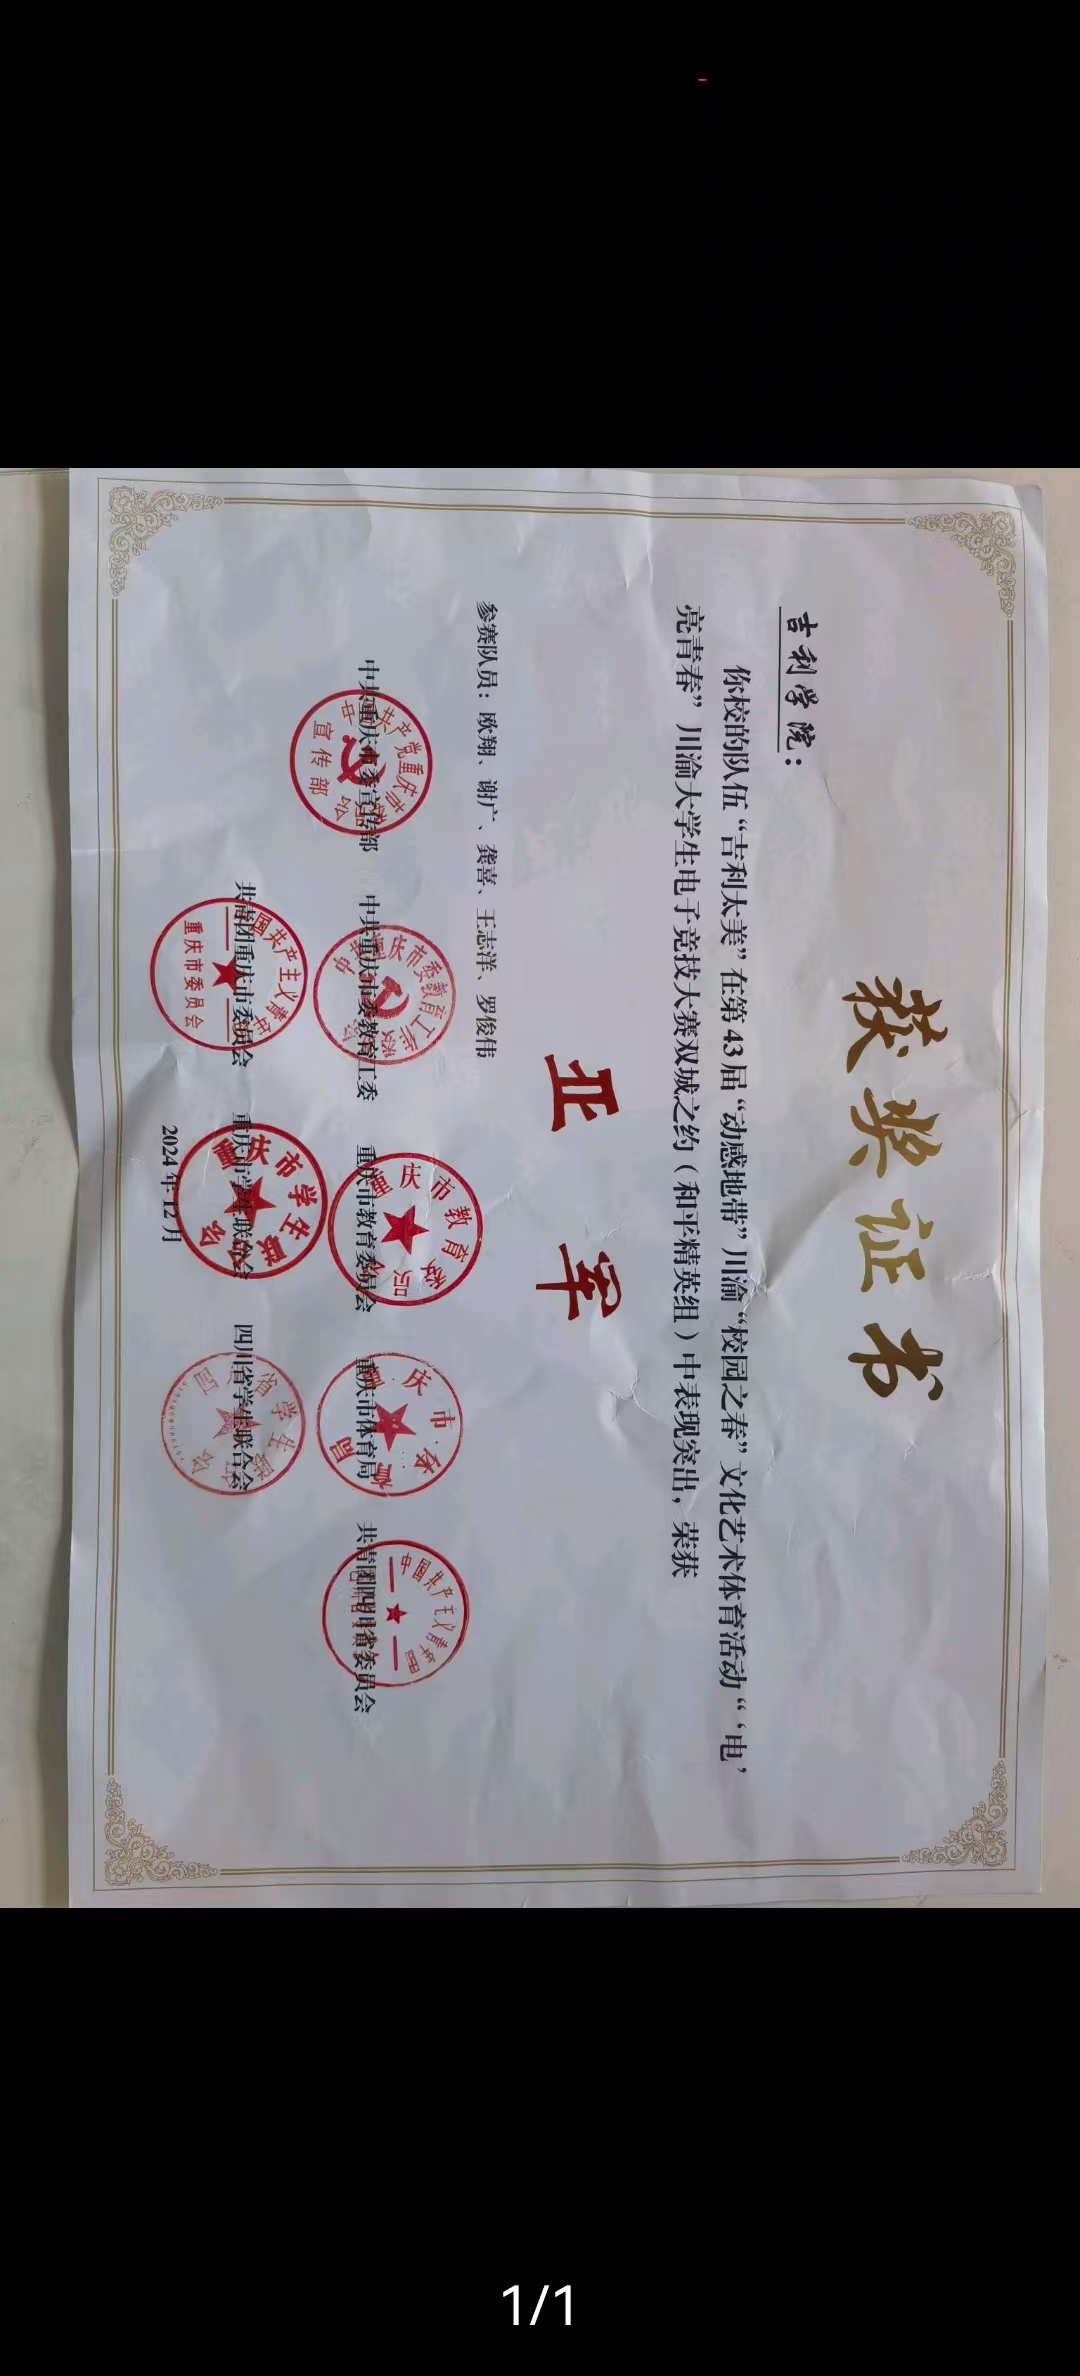 获奖证书
吉利学院：
你校的队伍“吉利太美”在第43届“动感地带”川渝“校园之春”文化艺术体育活动“‘电’
亮青春”川渝大学生电子竞技大赛双城之约（和平精英组）中表现突出，荣获
亚军
参赛队员：欧翔、谢广、龚喜、王志洋、罗俊伟
中共重庆市委宣传部 中共重庆市委教育工委 重庆市教育委员会 重庆市体育局 共青团四川省委员会
共青团重庆市委员会 重庆市学生联合会 四川省学生联合会
2024年12月
1/1